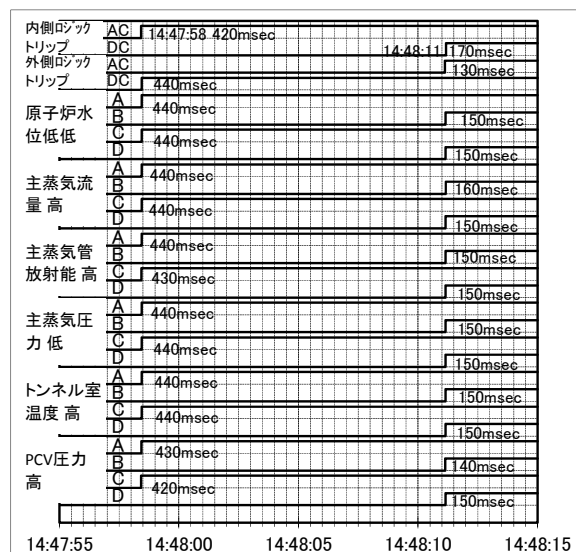 内側ロジック AC 14:47:58 420msec
トリップ DC 14:48:11 170msec
外側ロジック AC 130msec
トリップ DC 440msec
原子炉水位低低
A 440msec
B 150msec
C 440msec
D 150msec
主蒸気流量 高
A 440msec
B 160msec
C 440msec
D 150msec
主蒸気管放射能 高
A 440msec
B 150msec
C 430msec
D 150msec
主蒸気圧力 低
A 440msec
B 150msec
C 440msec
D 150msec
トンネル室温度 高
A 440msec
B 150msec
C 440msec
D 150msec
PCV圧力高
A 430msec
B 140msec
C 420msec
D 150msec
14:47:55 14:48:00 14:48:05 14:48:10 14:48:15